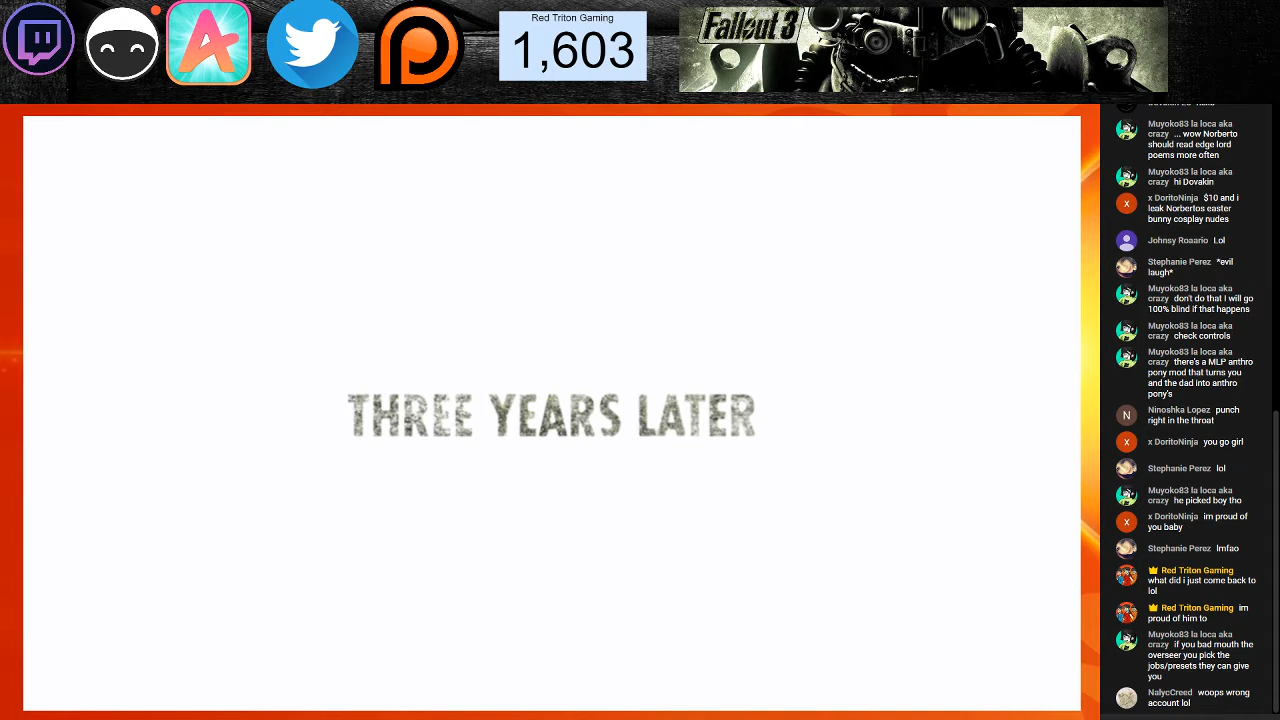 Red Triton Gaming
1,603
Fallout 3
THREE YEARS LATER
Muyoko83 la loca aka
crazy ... wow Norberto
should read edge lord
poems more often
Muyoko83 la loca aka
crazy hi Dovakin
x DoritoNinja $10 and i
leak Norbertos easter
bunny cosplay nudes
Johnsy Roaario Lol
Stephanie Perez *evil
laugh*
Muyoko83 la loca aka
crazy don't do that I will go
100% blind if that happens
Muyoko83 la loca aka
crazy check controls
Muyoko83 la loca aka
crazy there's a MLP anthro
pony mod that turns you
and the dad into anthro
pony's
N Ninoshka Lopez punch
right in the throat
x DoritoNinja you go girl
Stephanie Perez lol
Muyoko83 la loca aka
crazy he picked boy tho
x DoritoNinja im proud of
you baby
Stephanie Perez lmfao
Red Triton Gaming
what did i just come back to
lol
Red Triton Gaming im
proud of him to
Muyoko83 la loca aka
crazy if you bad mouth the
overseer you pick the
jobs/presets they can give
you
NalycCreed woops wrong
account lol